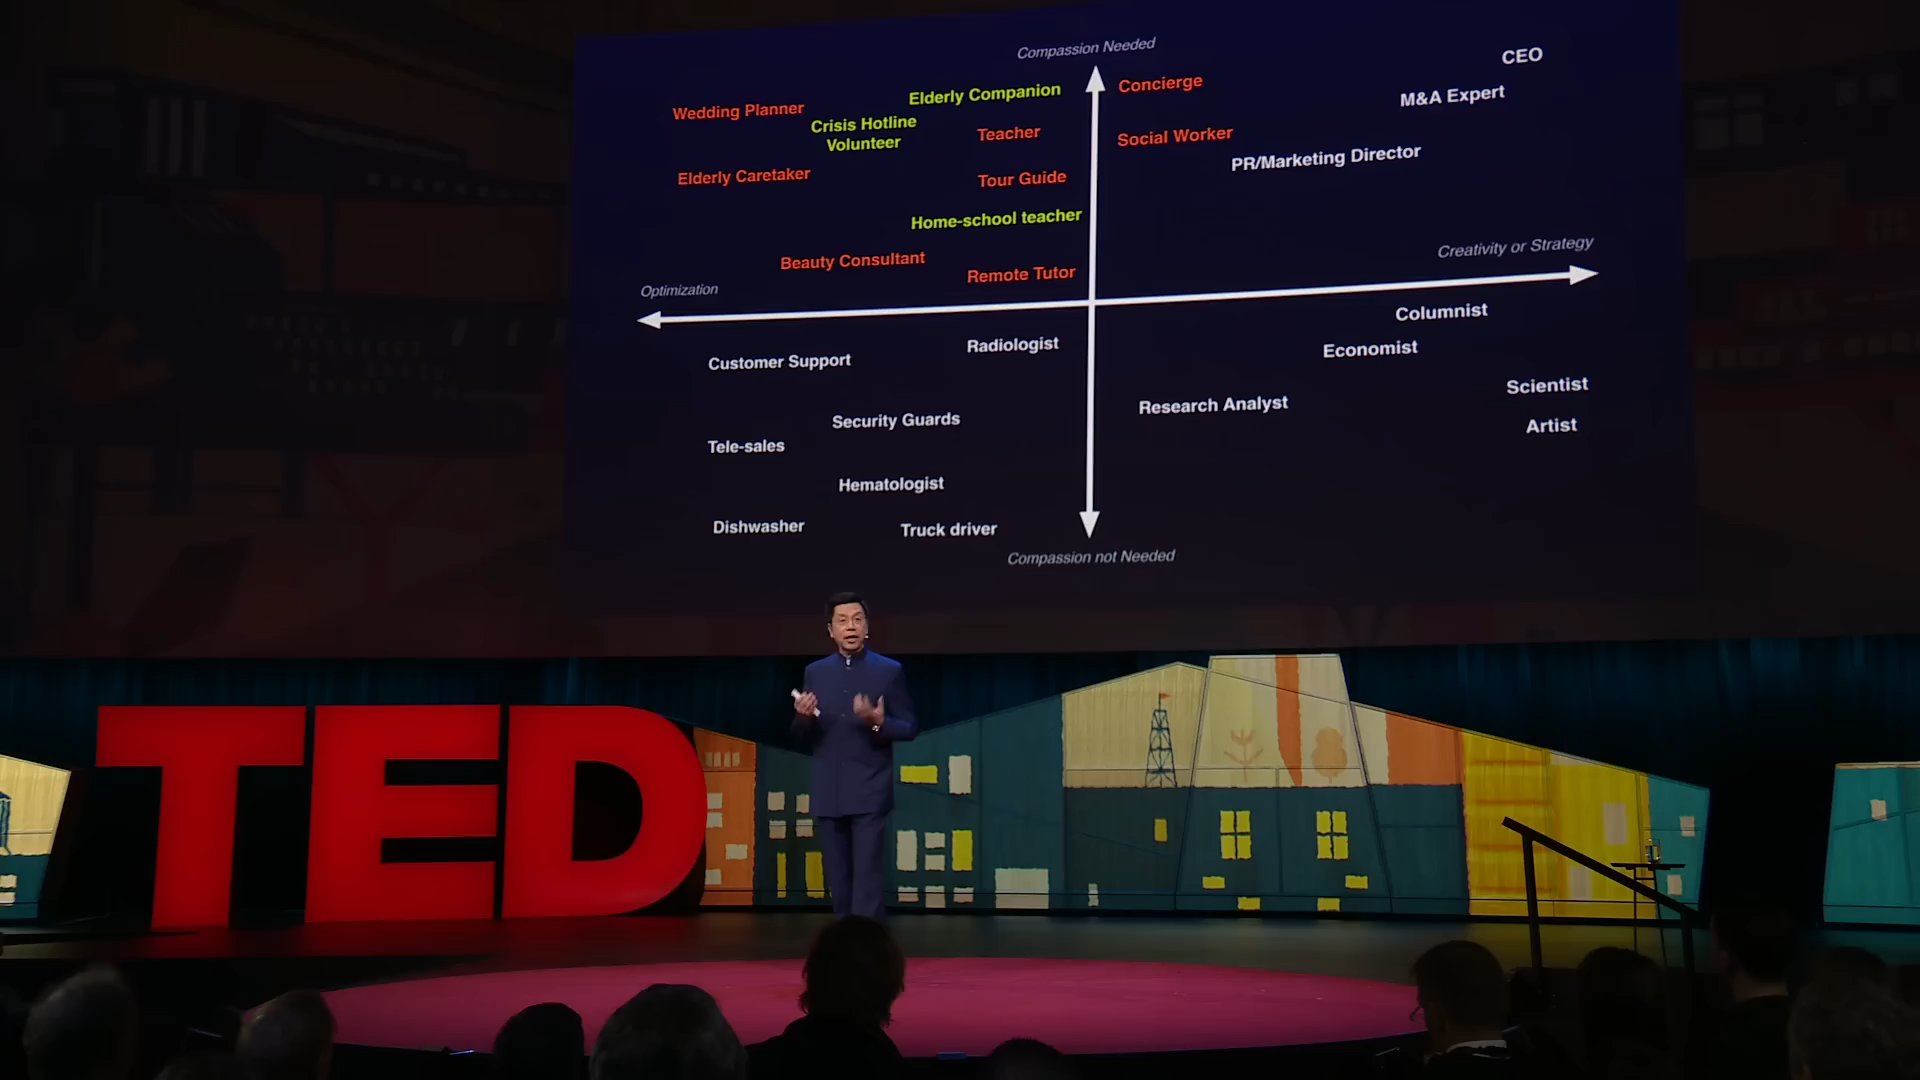 Compassion Needed
CEO
Wedding Planner
Elderly Companion
Concierge
M&A Expert
Crisis Hotline
Volunteer
Teacher
Social Worker
PR/Marketing Director
Elderly Caretaker
Tour Guide
Home-school teacher
Beauty Consultant
Remote Tutor
Creativity or Strategy
Optimization
Columnist
Customer Support
Radiologist
Economist
Scientist
Security Guards
Research Analyst
Artist
Tele-sales
Hematologist
Dishwasher
Truck driver
Compassion not Needed
TED